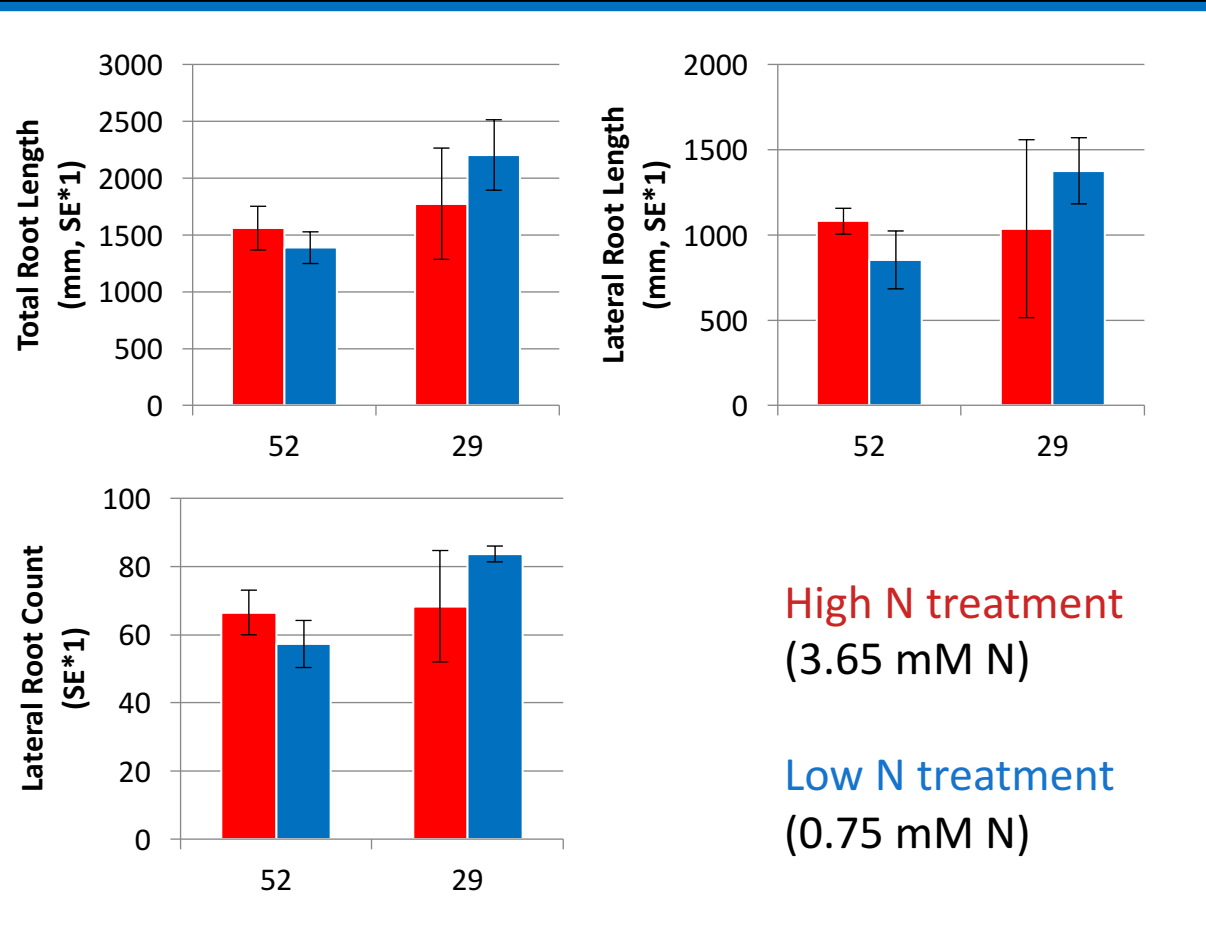 Total Root Length
(mm, SE*1)
3000
2500
2000
1500
1000
500
0
52 29
Lateral Root Length
(mm, SE*1)
2000
1500
1000
500
0
52 29
Lateral Root Count
(SE*1)
100
80
60
40
20
0
52 29
High N treatment
(3.65 mM N)
Low N treatment
(0.75 mM N)